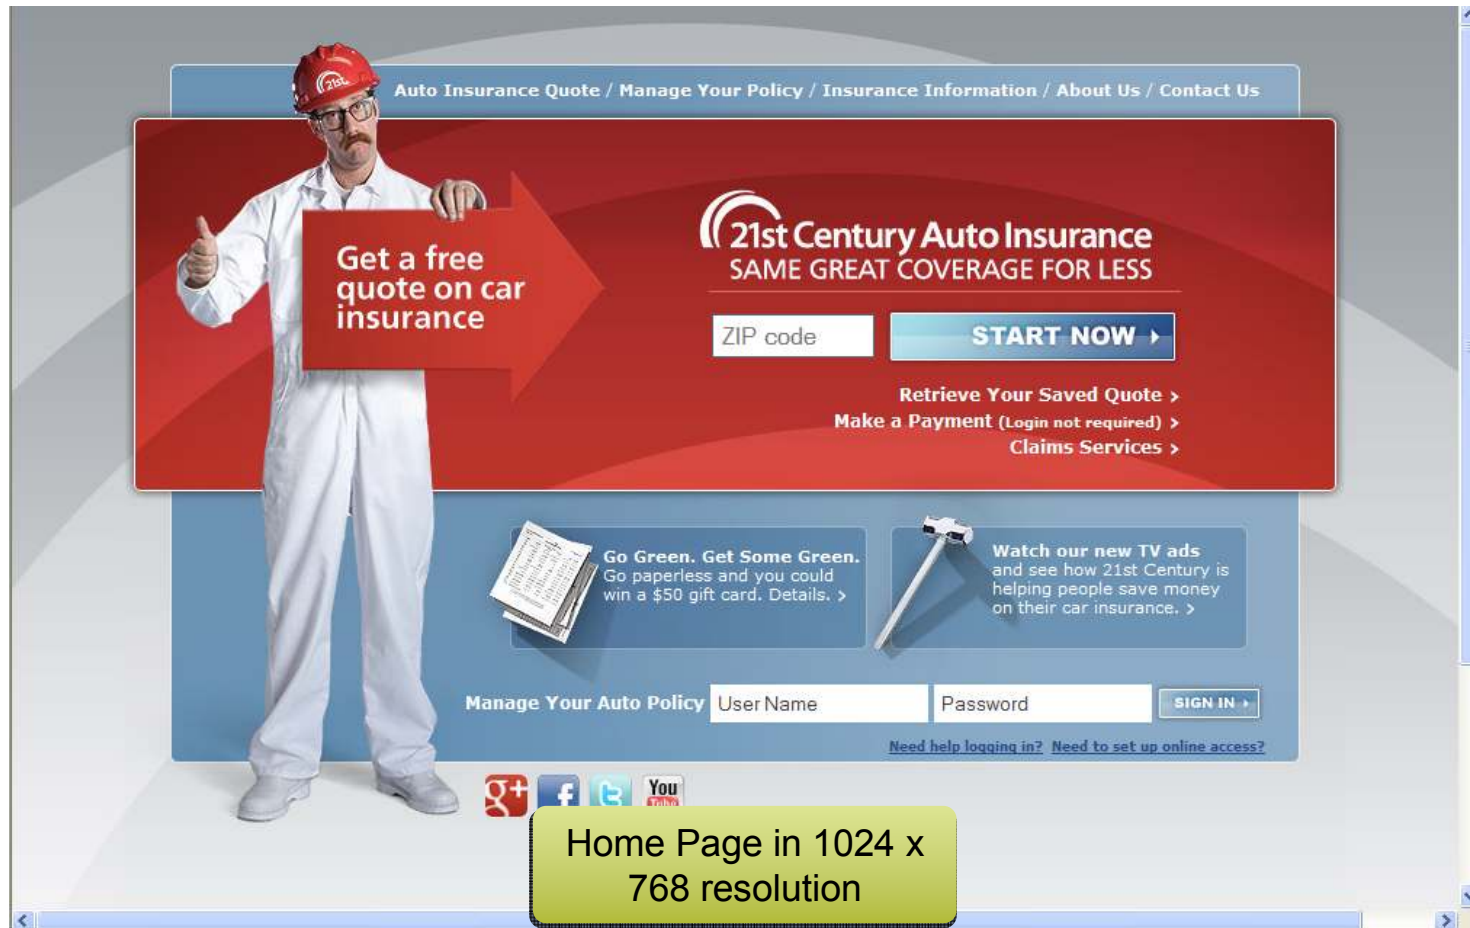 21st
Auto Insurance Quote / Manage Your Policy / Insurance Information / About Us / Contact Us
Get a free
quote on car
insurance
21st Century Auto Insurance
SAME GREAT COVERAGE FOR LESS
ZIP code
START NOW
Retrieve Your Saved Quote >
Make a Payment (Login not required) >
Claims Services >
Go Green. Get Some Green.
Go paperless and you could
win a $50 gift card. Details. >
Watch our new TV ads
and see how 21st Century is
helping people save money
on their car insurance. >
Manage Your Auto Policy
User Name
Password
SIGN IN
Need help logging in? Need to set up online access?
g+
f
t
You
Tube
Home Page in 1024 x
768 resolution